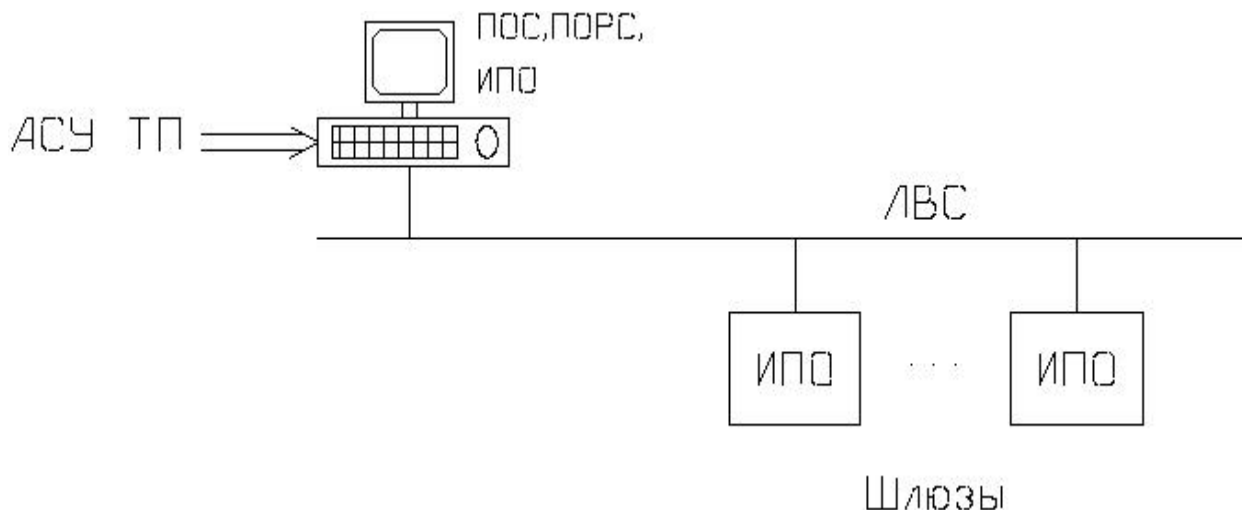 ПОС,ПОРС,
ИПО
АСУ ТП
ЛВС
ИПО . . . ИПО
Шлюзы